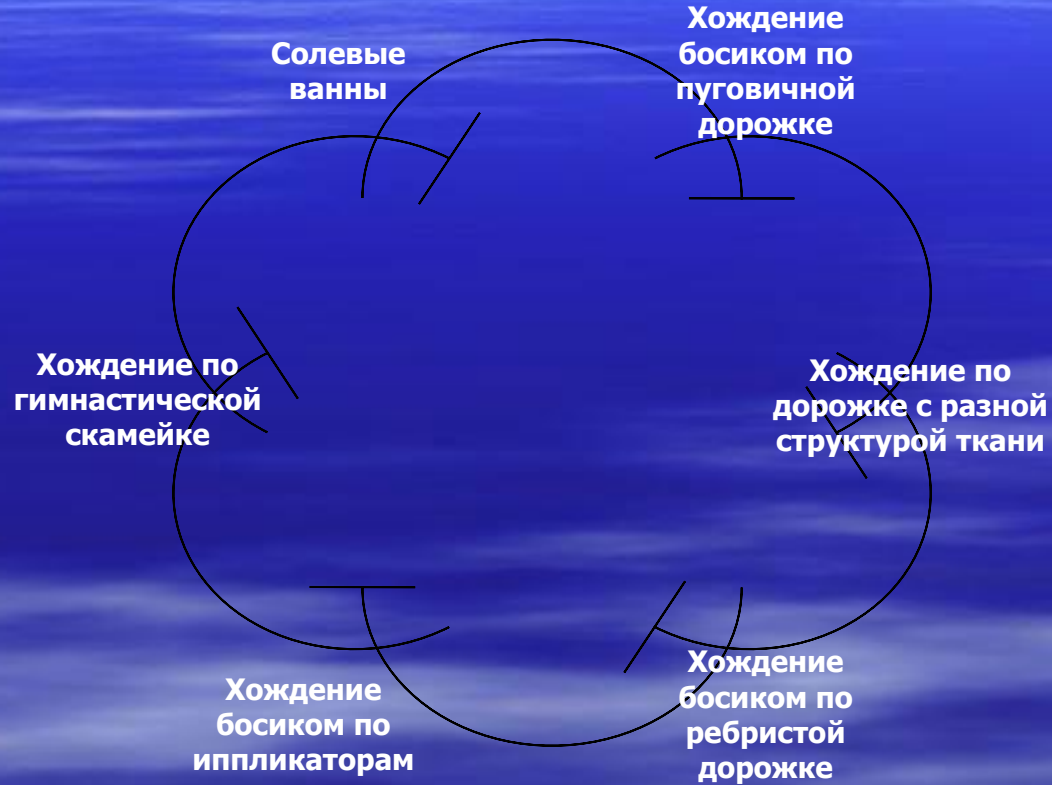 Солевые
ванны
Хождение
босиком по
пуговичной
дорожке
Хождение по
гимнастической
скамейке
Хождение по
дорожке с разной
структурой ткани
Хождение
босиком по
иппликаторам
Хождение
босиком по
ребристой
дорожке